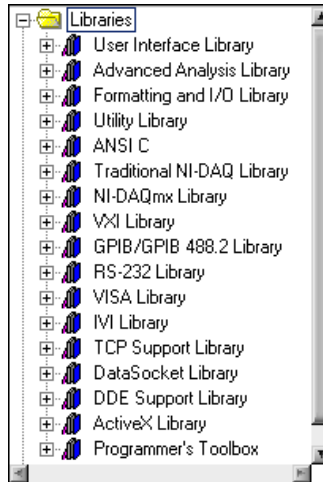 Libraries
User Interface Library
Advanced Analysis Library
Formatting and I/O Library
Utility Library
ANSI C
Traditional NI-DAQ Library
NI-DAQmx Library
VXI Library
GPIB/GPIB 488.2 Library
RS-232 Library
VISA Library
IVI Library
TCP Support Library
DataSocket Library
DDE Support Library
ActiveX Library
Programmer's Toolbox